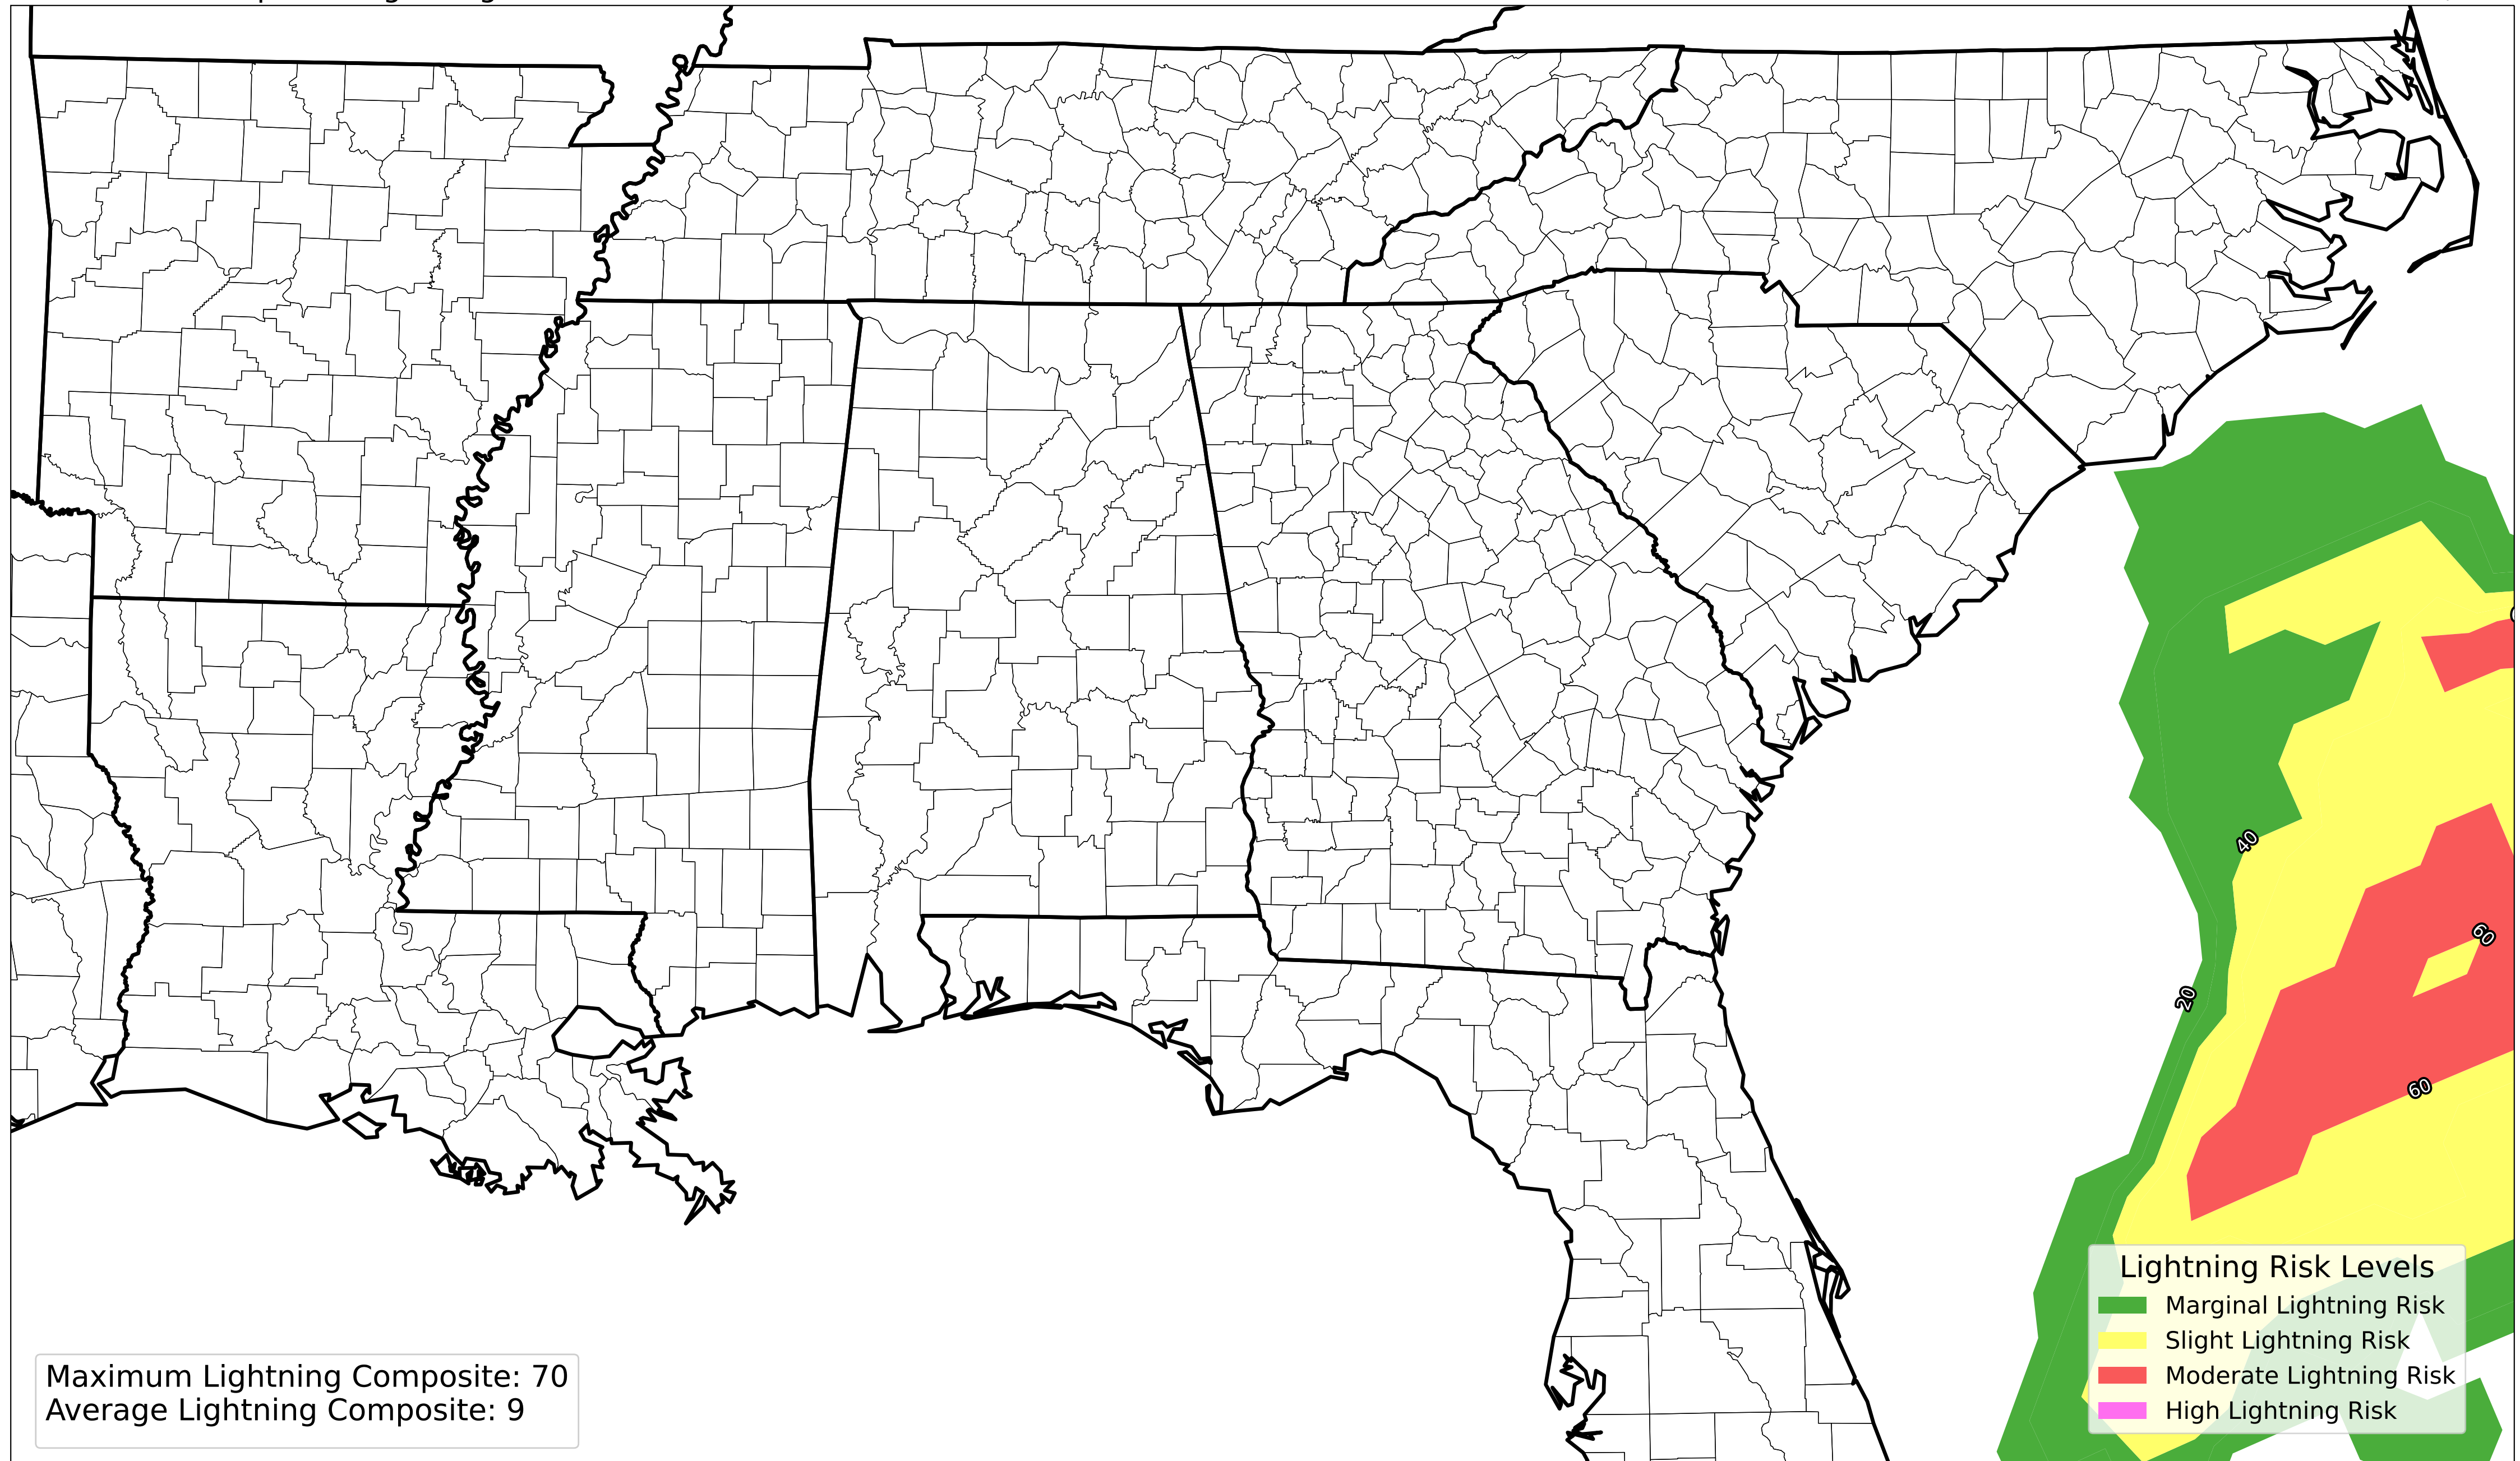 40
60
20
60
Lightning Risk Levels
Marginal Lightning Risk
Slight Lightning Risk
Moderate Lightning Risk
High Lightning Risk
Maximum Lightning Composite: 70
Average Lightning Composite: 9